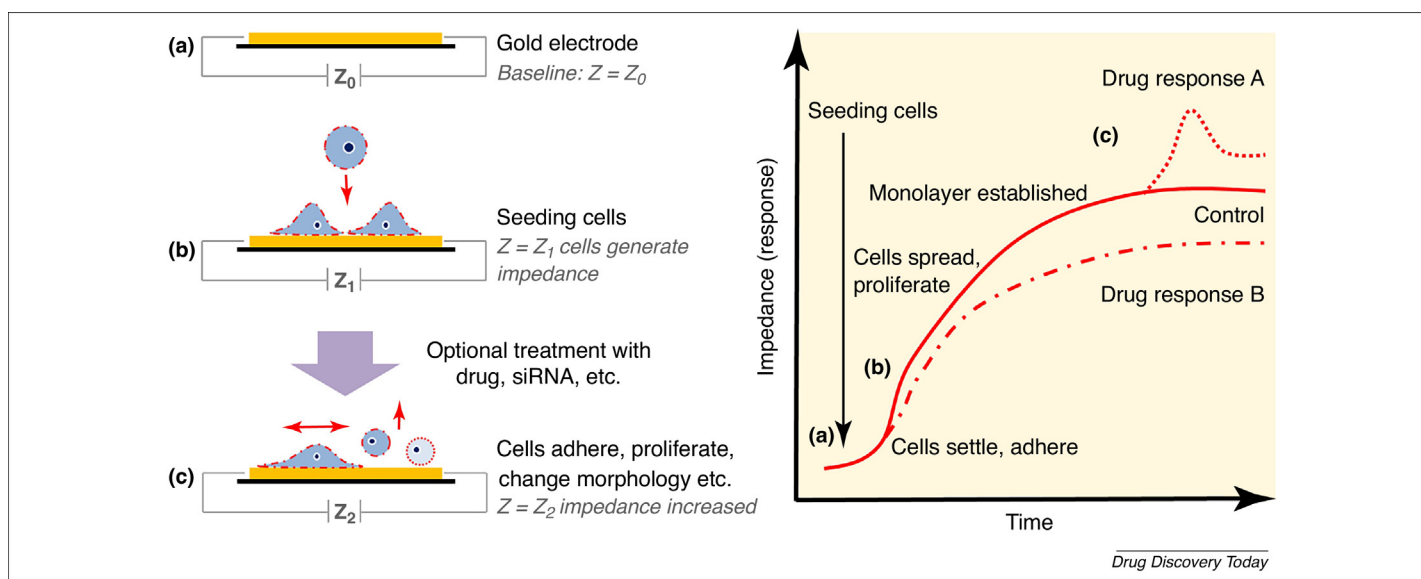 (a)
Gold electrode
Baseline: Z = Z0
Z0
(b)
Seeding cells
Z = Z1 cells generate
impedance
Z1
Optional treatment with
drug, siRNA, etc.
(c)
Cells adhere, proliferate,
change morphology etc.
Z = Z2 impedance increased
Z2
Impedance (response)
Seeding cells
Drug response A
(c)
Monolayer established
Control
Cells spread,
proliferate
Drug response B
(b)
(a)
Cells settle, adhere
Time
Drug Discovery Today